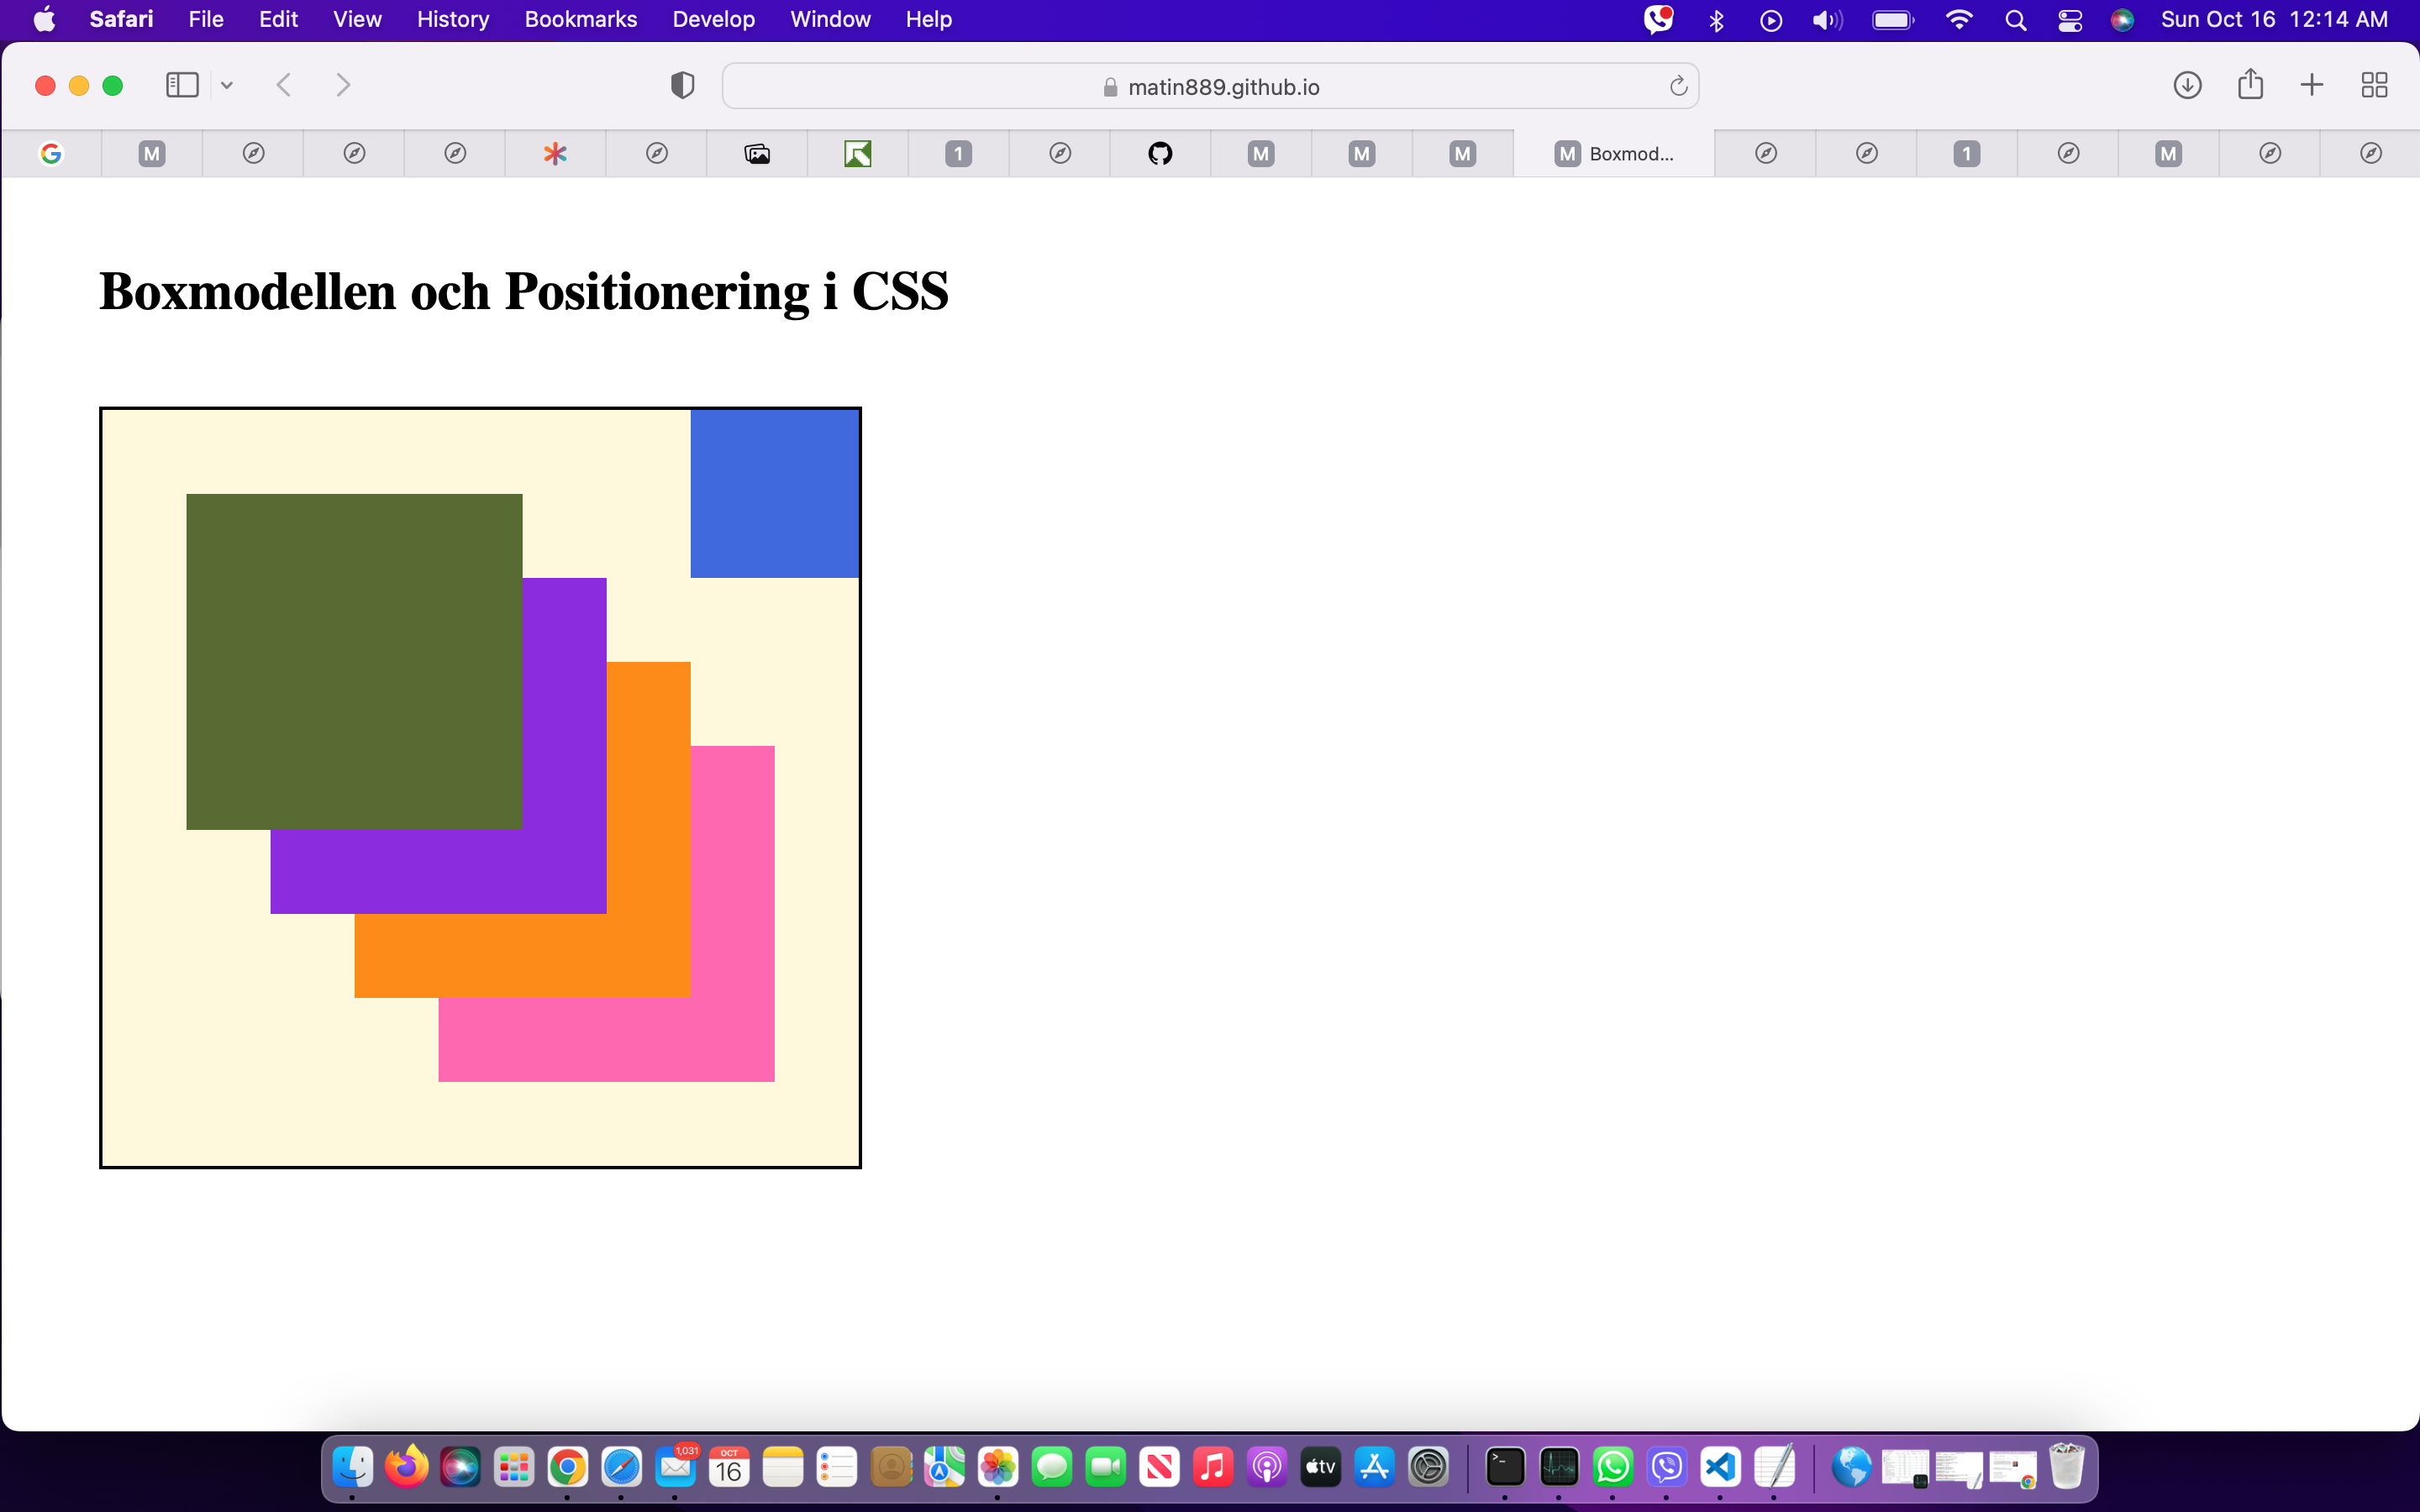 Safari File Edit View History Bookmarks Develop Window Help Sun Oct 16 12:14 AM
matin889.github.io
M 1 M M M M Boxmod... 1 M
Boxmodellen och Positionering i CSS
1,031
OCT
16
tv
>_